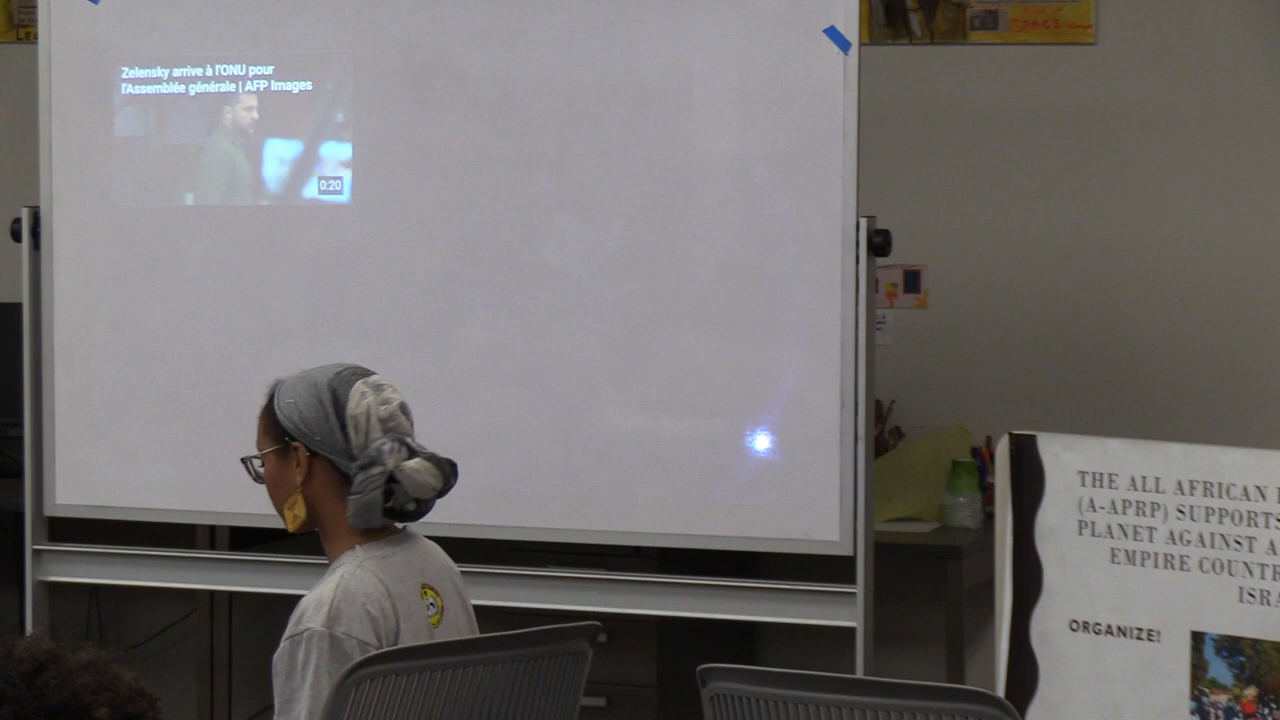 Zelensky arrive à l'ONU pour
l'Assemblée générale | AFP Images
0:20
THE ALL AFRICAN
(A-APRP) SUPPORTS
PLANET AGAINST A
EMPIRE COUNTR
ISRA
ORGANIZE!